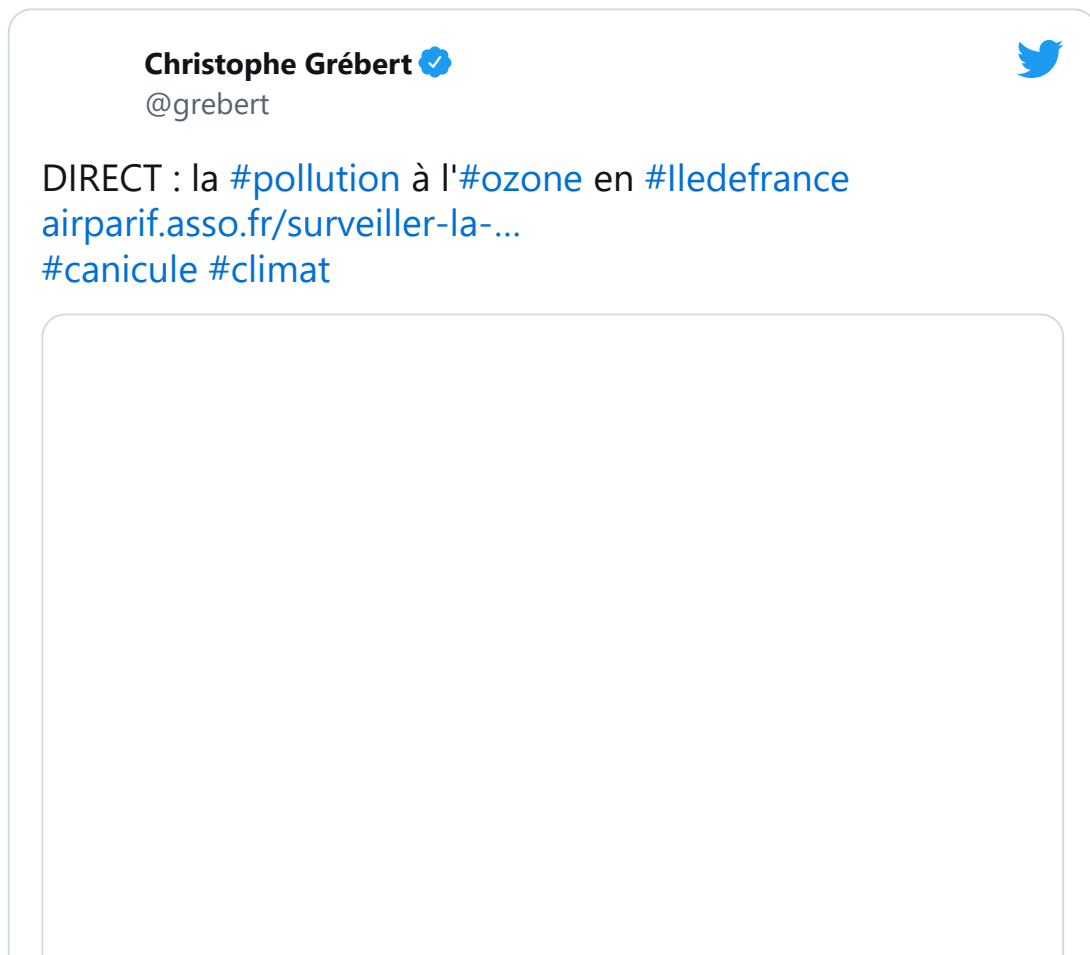 Christophe Grébert
@grebert
DIRECT : la #pollution à l'#ozone en #Iledefrance
airparif.asso.fr/surveiller-la-...
#canicule #climat